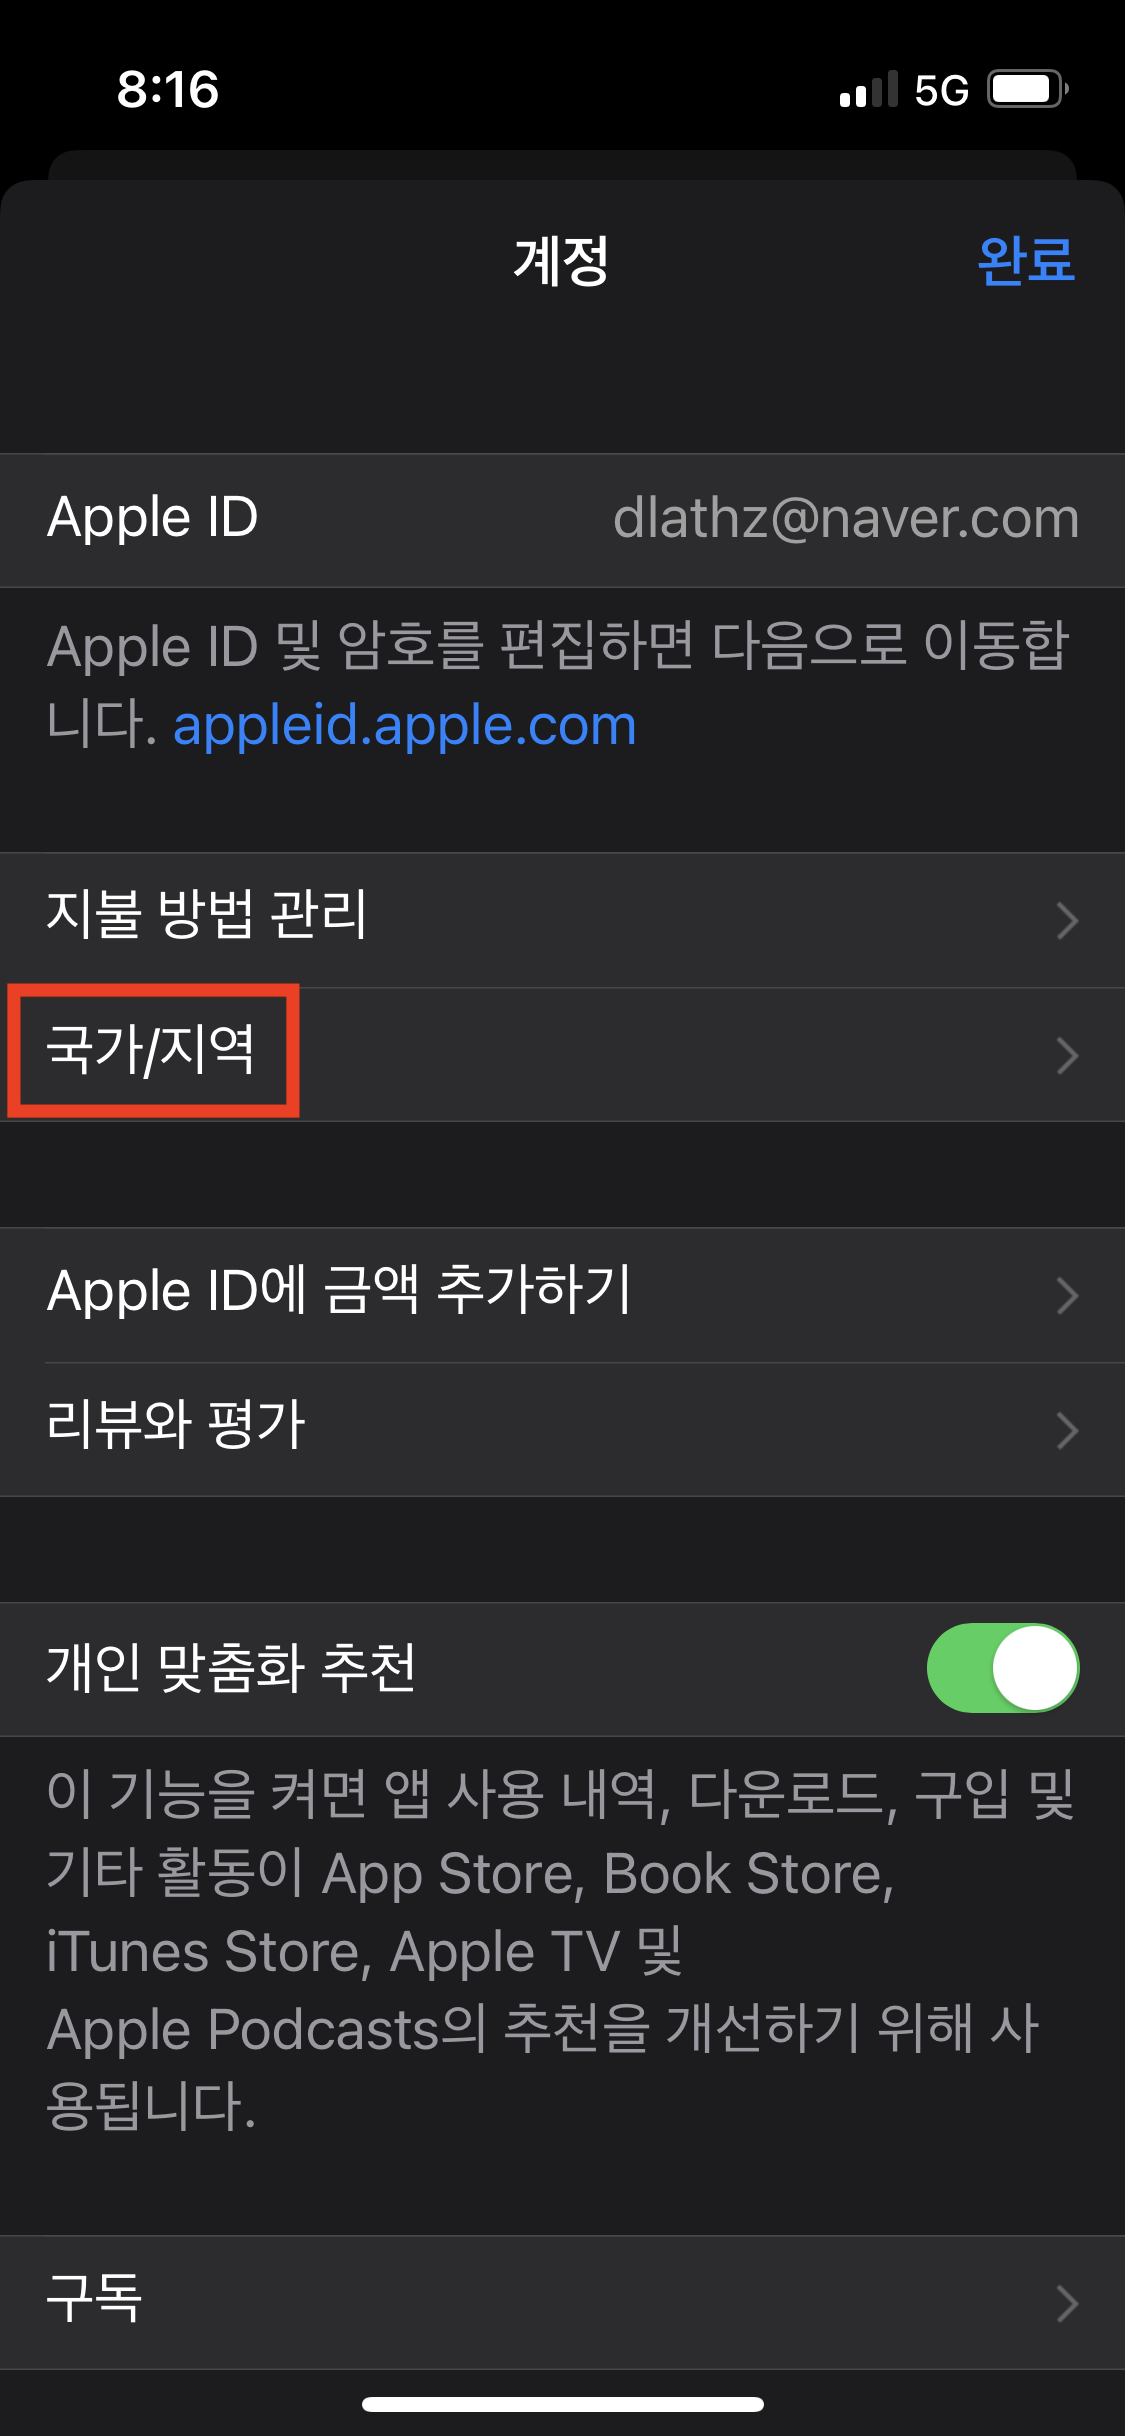 8:16
5G
계정
완료
Apple ID
dlathz@naver.com
Apple ID 및 암호를 편집하면 다음으로 이동합
니다. appleid.apple.com
지불 방법 관리
국가/지역
Apple ID에 금액 추가하기
리뷰와 평가
개인 맞춤화 추천
이 기능을 켜면 앱 사용 내역, 다운로드, 구입 및
기타 활동이 App Store, Book Store,
iTunes Store, Apple TV 및
Apple Podcasts의 추천을 개선하기 위해 사
용됩니다.
구독